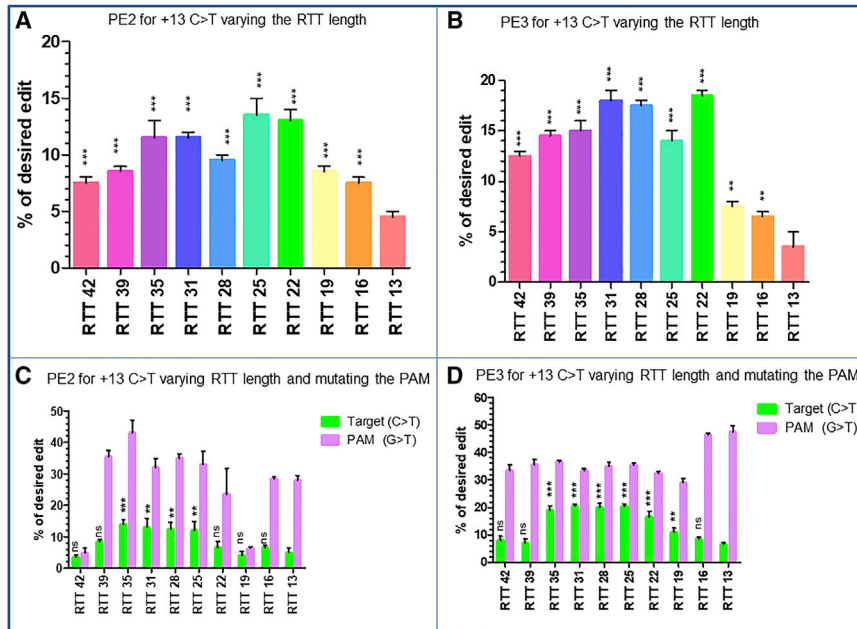 A
PE2 for +13 C>T varying the RTT length
% of desired edit
20
15
10
5
0
***
***
***
***
***
***
***
***
***
RTT 42
RTT 39
RTT 35
RTT 31
RTT 28
RTT 25
RTT 22
RTT 19
RTT 16
RTT 13
B
PE3 for +13 C>T varying the RTT length
% of desired edit
20
15
10
5
0
***
***
***
***
***
***
***
**
**
RTT 42
RTT 39
RTT 35
RTT 31
RTT 28
RTT 25
RTT 22
RTT 19
RTT 16
RTT 13
C
PE2 for +13 C>T varying RTT length and mutating the PAM
% of desired edit
50
40
30
20
10
0
Target (C>T)
PAM (G>T)
ns
ns
***
**
**
**
ns
ns
ns
RTT 42
RTT 39
RTT 35
RTT 31
RTT 28
RTT 25
RTT 22
RTT 19
RTT 16
RTT 13
D
PE3 for +13 C>T varying RTT length and mutating the PAM
% of desired edit
60
50
40
30
20
10
0
Target (C>T)
PAM (G>T)
ns
ns
***
***
***
***
***
**
ns
RTT 42
RTT 39
RTT 35
RTT 31
RTT 28
RTT 25
RTT 22
RTT 19
RTT 16
RTT 13